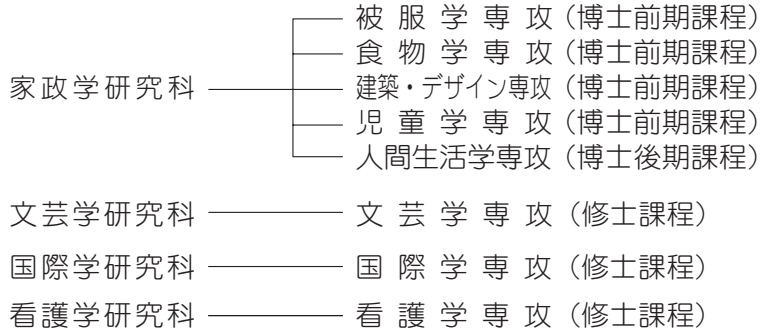 被服学専攻（博士前期課程）
食物学専攻（博士前期課程）
家政学研究科 建築・デザイン専攻（博士前期課程）
児童学専攻（博士前期課程）
人間生活学専攻（博士後期課程）
文芸学研究科 文芸学専攻（修士課程）
国際学研究科 国際学専攻（修士課程）
看護学研究科 看護学専攻（修士課程）